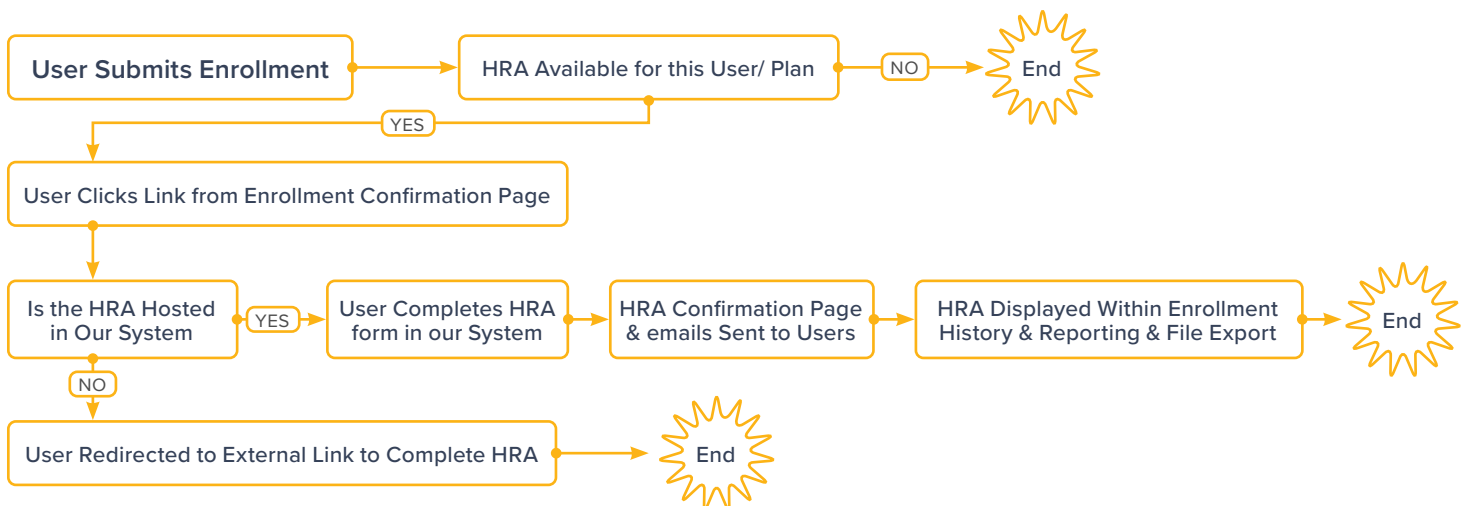 User Submits Enrollment
HRA Available for this User/ Plan
NO
End
YES
User Clicks Link from Enrollment Confirmation Page
Is the HRA Hosted
in Our System
YES
User Completes HRA
form in our System
HRA Confirmation Page
& emails Sent to Users
HRA Displayed Within Enrollment
History & Reporting & File Export
End
NO
User Redirected to External Link to Complete HRA
End